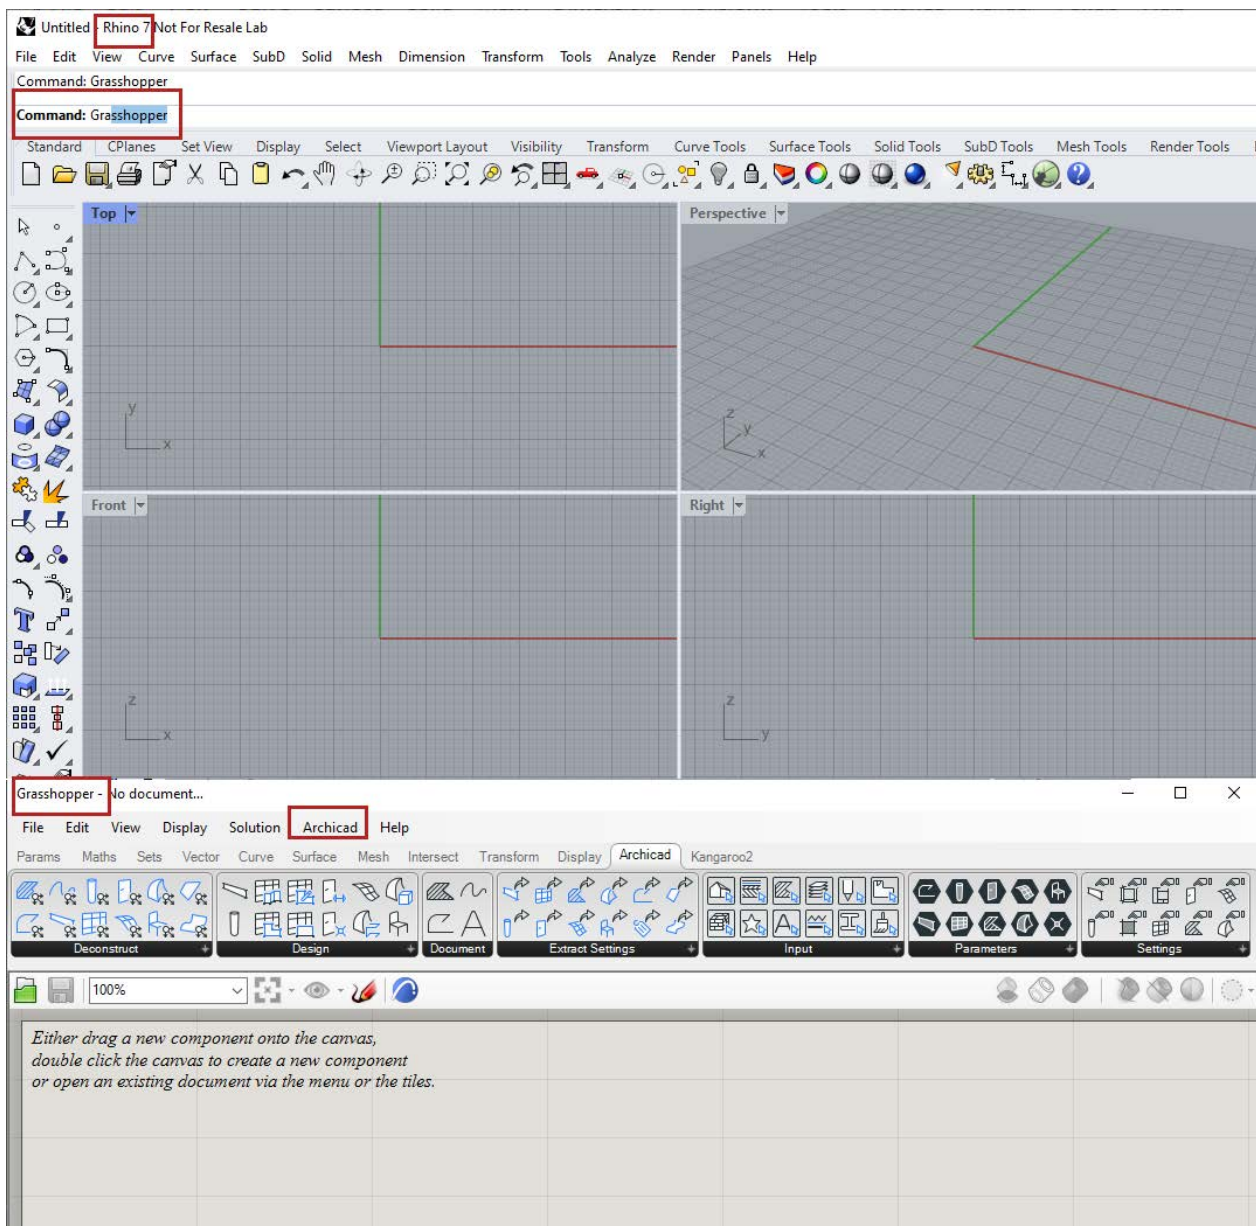 Untitled - Rhino 7 Not For Resale Lab
File Edit View Curve Surface SubD Solid Mesh Dimension Transform Tools Analyze Render Panels Help
Command: Grasshopper
Command: Grasshopper
Standard CPlanes Set View Display Select Viewport Layout Visibility Transform Curve Tools Surface Tools Solid Tools SubD Tools Mesh Tools Render Tools
Top Perspective
y
x
z
y
x
Front Right
z
x
z
y
Grasshopper - No document...
File Edit View Display Solution Archicad Help
Params Maths Sets Vector Curve Surface Mesh Intersect Transform Display Archicad Kangaroo2
Deconstruct Design Document Extract Settings Input Parameters Settings
100%
Either drag a new component onto the canvas,
double click the canvas to create a new component
or open an existing document via the menu or the tiles.